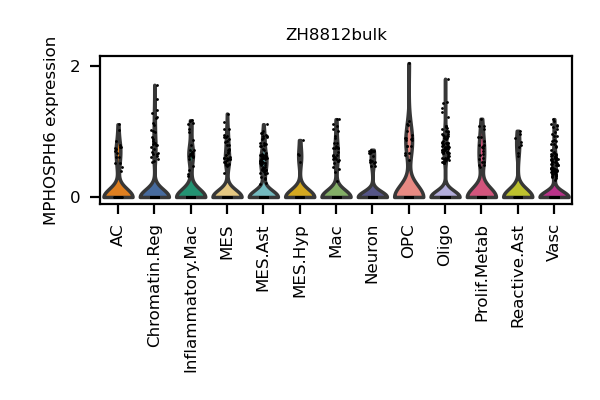 ZH8812bulk
MPHOSPH6 expression
2
0
AC
Chromatin.Reg
Inflammatory.Mac
MES
MES.Ast
MES.Hyp
Mac
Neuron
OPC
Oligo
Prolif.Metab
Reactive.Ast
Vasc